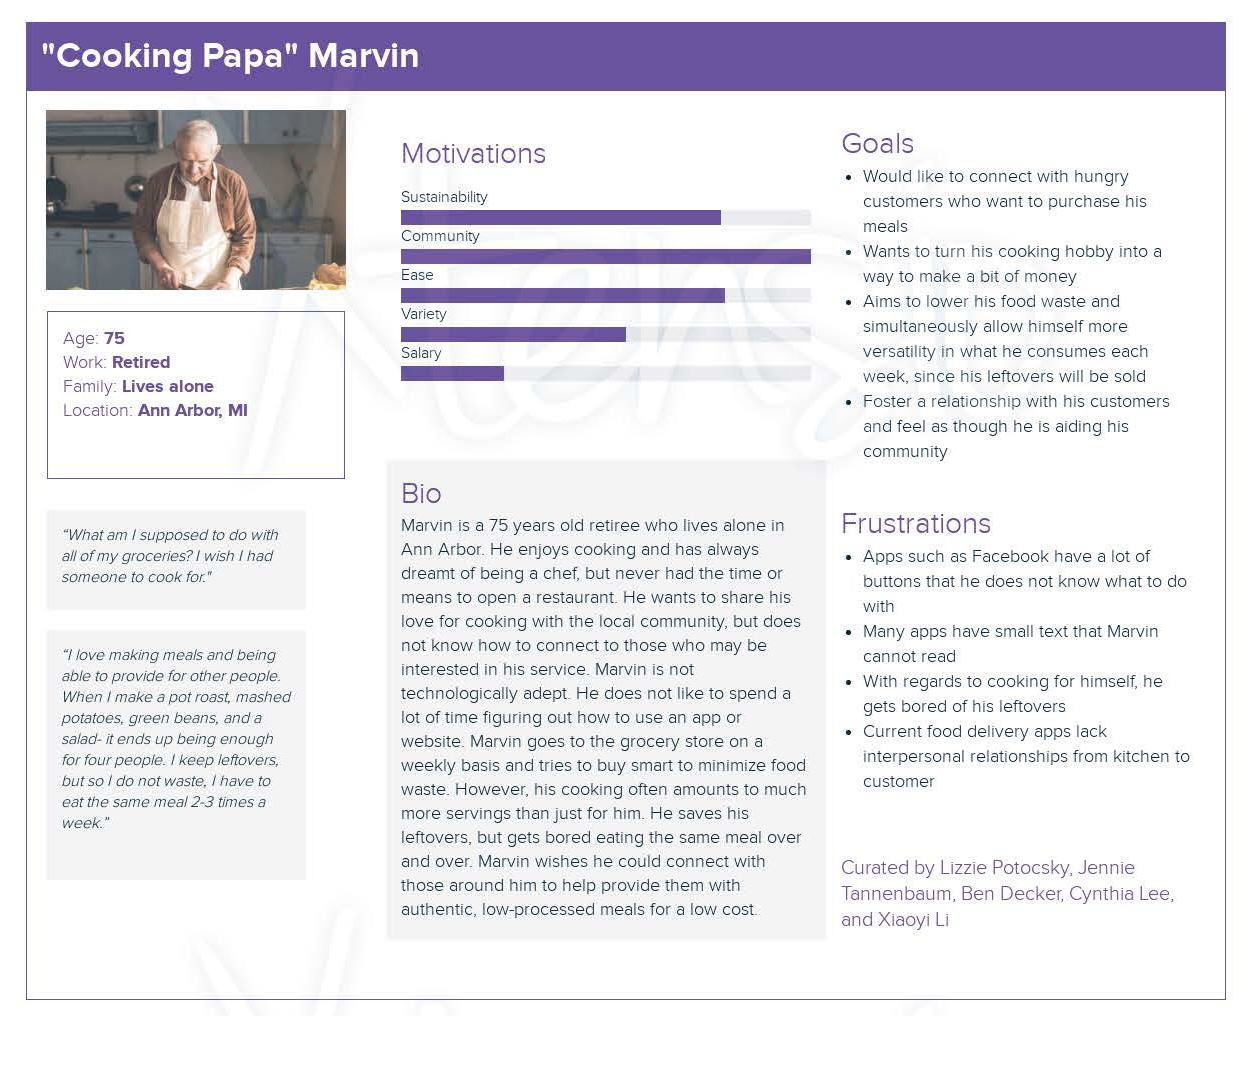 "Cooking Papa" Marvin
Age: 75
Work: Retired
Family: Lives alone
Location: Ann Arbor, MI
“What am I supposed to do with
all of my groceries? I wish I had
someone to cook for."
“I love making meals and being
able to provide for other people.
When I make a pot roast, mashed
potatoes, green beans, and a
salad- it ends up being enough
for four people. I keep leftovers,
but so I do not waste, I have to
eat the same meal 2-3 times a
week.”
Motivations
Sustainability
Community
Ease
Variety
Salary
Bio
Marvin is a 75 years old retiree who lives alone in
Ann Arbor. He enjoys cooking and has always
dreamt of being a chef, but never had the time or
means to open a restaurant. He wants to share his
love for cooking with the local community, but does
not know how to connect to those who may be
interested in his service. Marvin is not
technologically adept. He does not like to spend a
lot of time figuring out how to use an app or
website. Marvin goes to the grocery store on a
weekly basis and tries to buy smart to minimize food
waste. However, his cooking often amounts to much
more servings than just for him. He saves his
leftovers, but gets bored eating the same meal over
and over. Marvin wishes he could connect with
those around him to help provide them with
authentic, low-processed meals for a low cost.
Goals
• Would like to connect with hungry
customers who want to purchase his
meals
• Wants to turn his cooking hobby into a
way to make a bit of money
• Aims to lower his food waste and
simultaneously allow himself more
versatility in what he consumes each
week, since his leftovers will be sold
• Foster a relationship with his customers
and feel as though he is aiding his
community
Frustrations
• Apps such as Facebook have a lot of
buttons that he does not know what to do
with
• Many apps have small text that Marvin
cannot read
• With regards to cooking for himself, he
gets bored of his leftovers
• Current food delivery apps lack
interpersonal relationships from kitchen to
customer
Curated by Lizzie Potocsky, Jennie
Tannenbaum, Ben Decker, Cynthia Lee,
and Xiaoyi Li
Xtensio